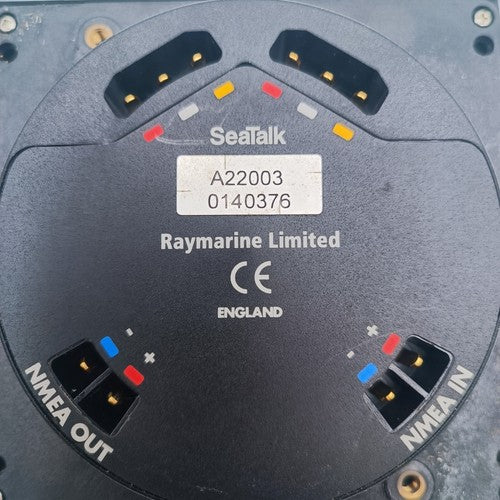 SeaTalk
A22003
0140376
Raymarine Limited
CE
ENGLAND
- +
NMEA OUT
- +
NMEA IN